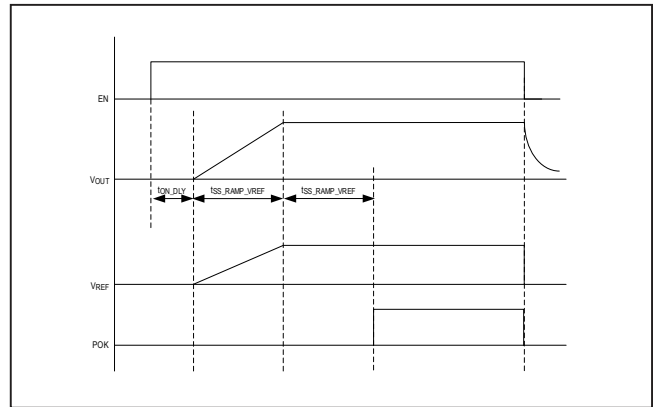 EN
VOUT
tON_DLY tSS_RAMP_VREF tSS_RAMP_VREF
VREF
POK